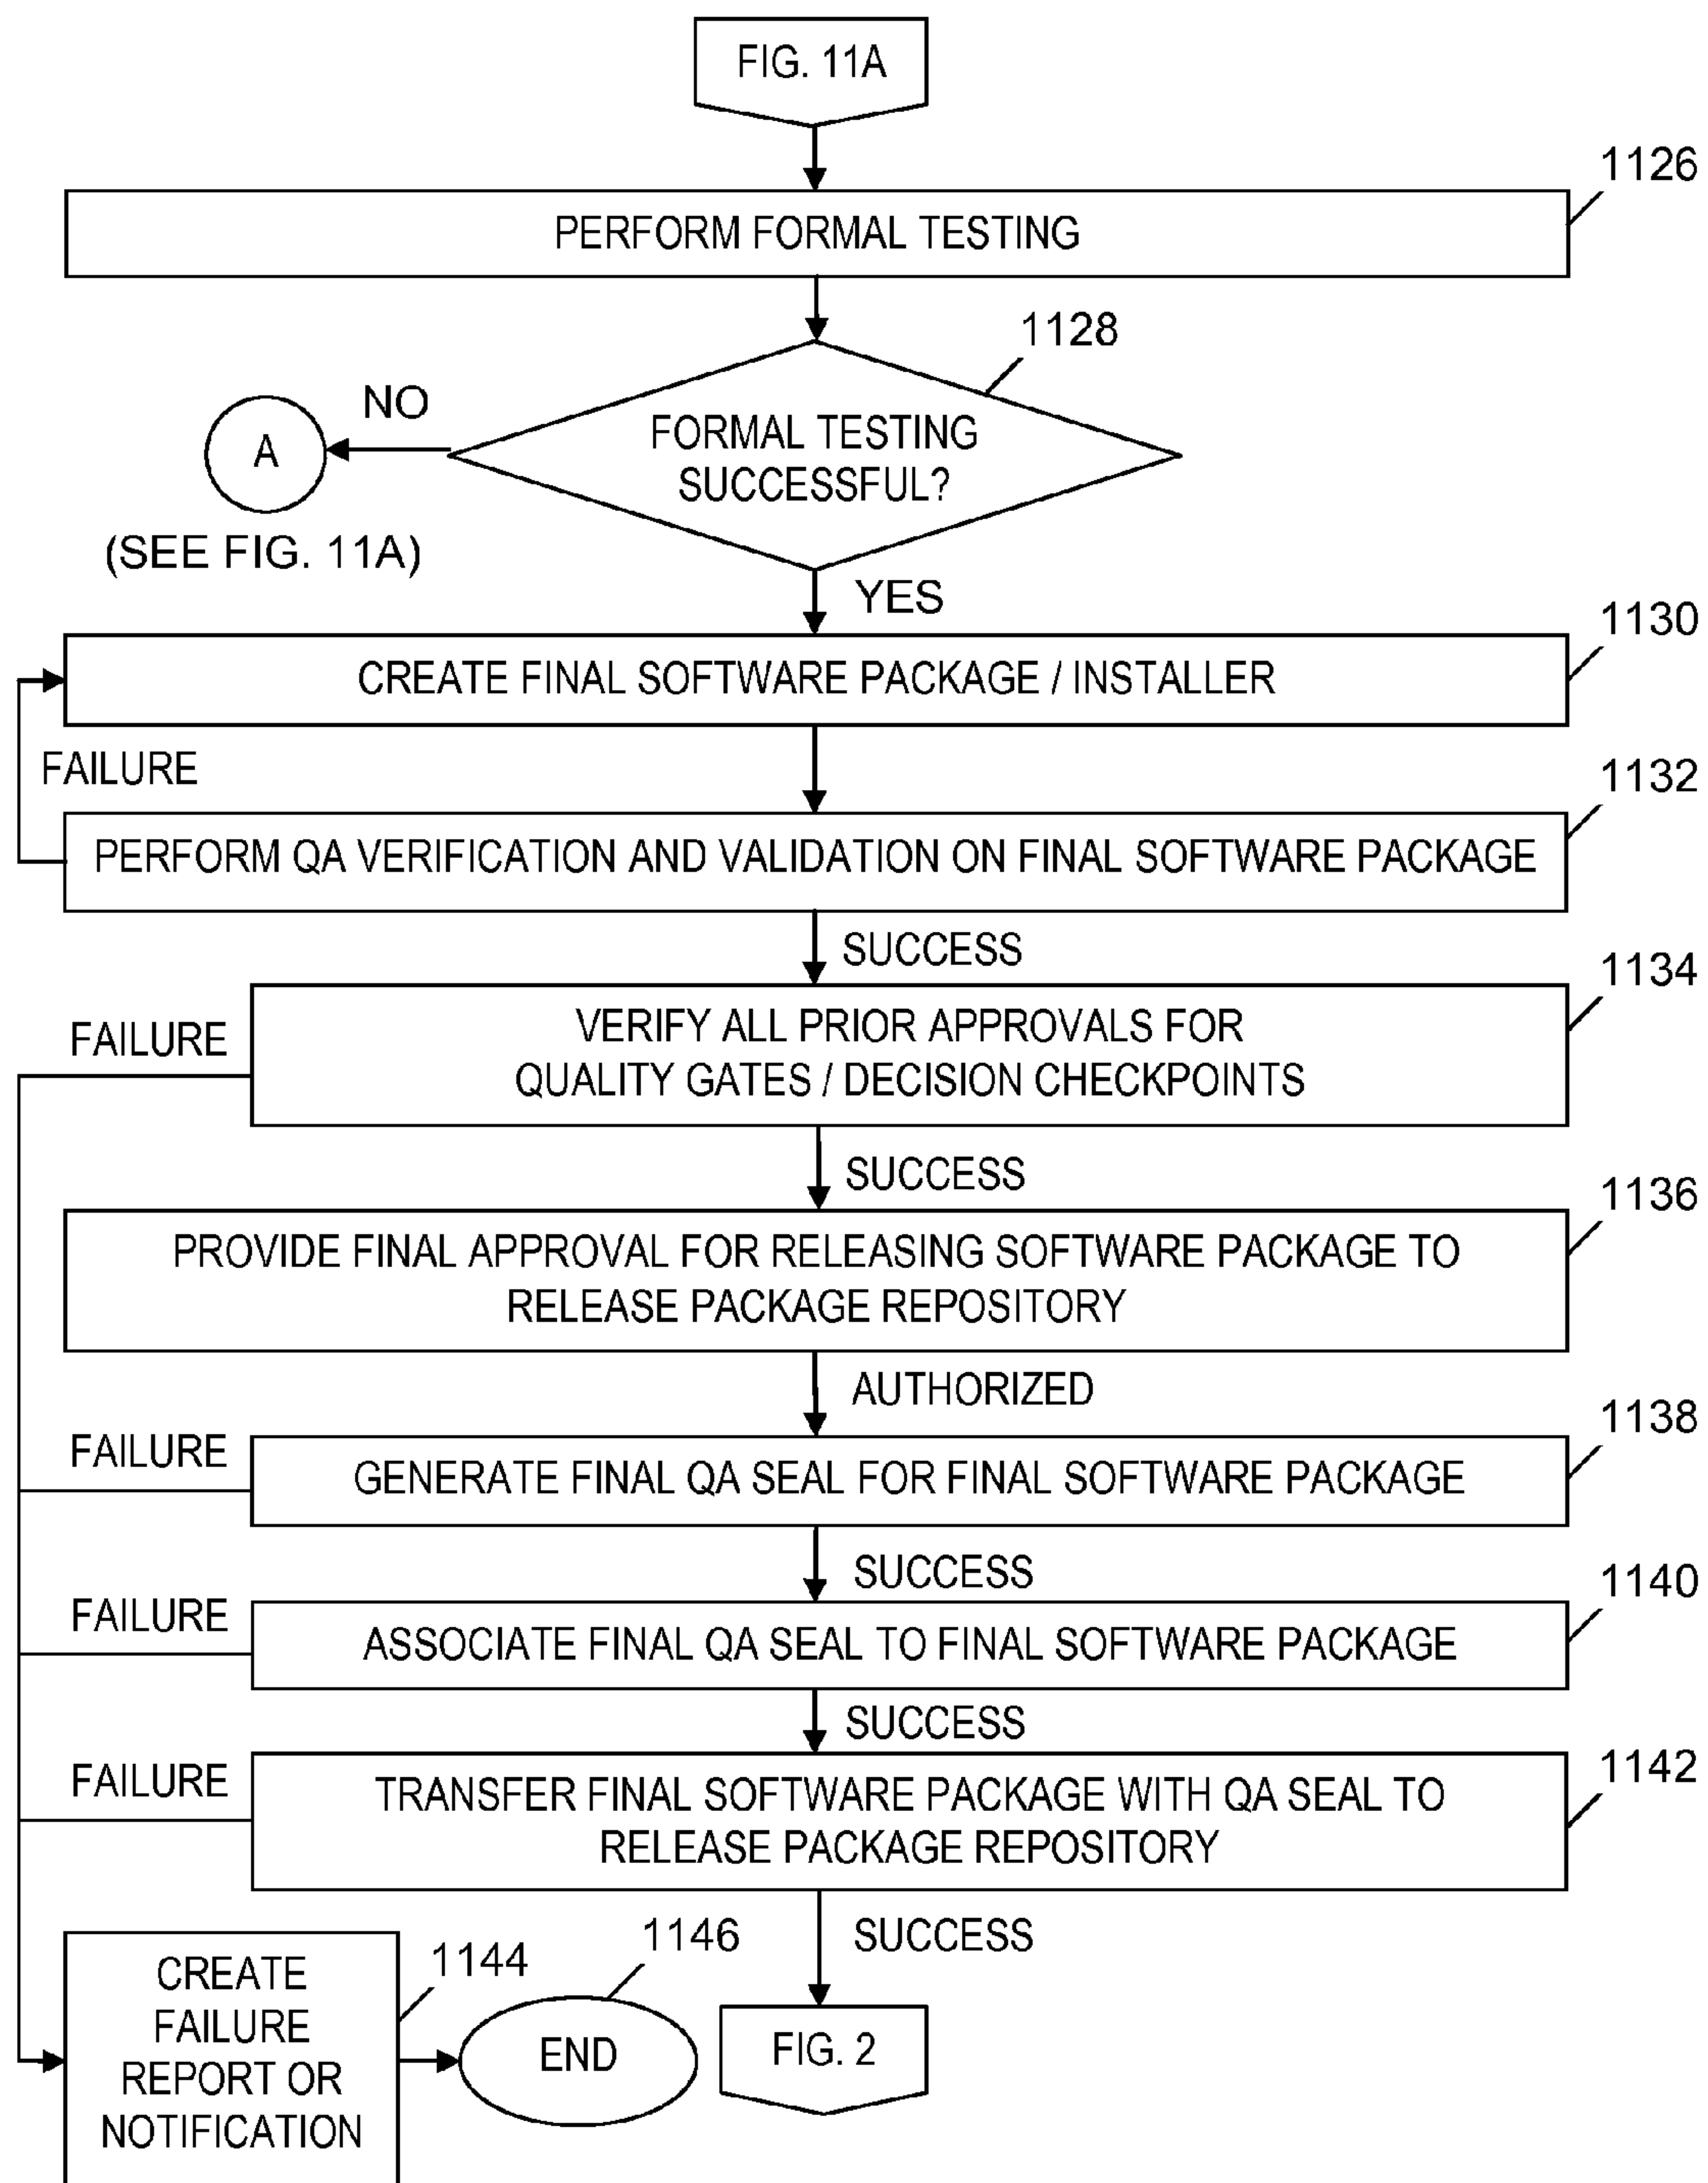 FIG. 11A
1126
PERFORM FORMAL TESTING
1128
NO
A
FORMAL TESTING
SUCCESSFUL?
(SEE FIG. 11A)
YES
1130
CREATE FINAL SOFTWARE PACKAGE / INSTALLER
FAILURE
1132
PERFORM QA VERIFICATION AND VALIDATION ON FINAL SOFTWARE PACKAGE
SUCCESS
1134
FAILURE
VERIFY ALL PRIOR APPROVALS FOR
QUALITY GATES / DECISION CHECKPOINTS
SUCCESS
1136
PROVIDE FINAL APPROVAL FOR RELEASING SOFTWARE PACKAGE TO
RELEASE PACKAGE REPOSITORY
AUTHORIZED
1138
FAILURE
GENERATE FINAL QA SEAL FOR FINAL SOFTWARE PACKAGE
SUCCESS
1140
FAILURE
ASSOCIATE FINAL QA SEAL TO FINAL SOFTWARE PACKAGE
SUCCESS
1142
FAILURE
TRANSFER FINAL SOFTWARE PACKAGE WITH QA SEAL TO
RELEASE PACKAGE REPOSITORY
SUCCESS
1144
CREATE
FAILURE
REPORT OR
NOTIFICATION
1146
END
FIG. 2